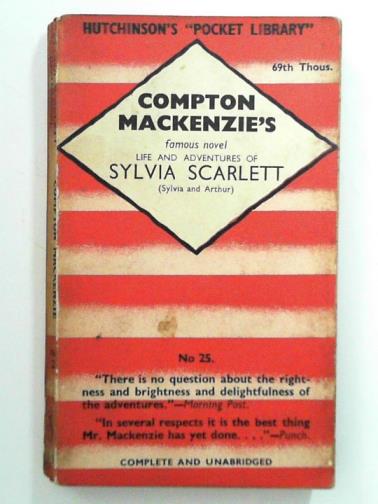 HUTCHINSON'S "POCKET LIBRARY"
69th Thous.
COMPTON
MACKENZIE'S
famous novel
LIFE AND ADVENTURES OF
SYLVIA SCARLETT
(Sylvia and Arthur)
No 25.
"There is no question about the right-
ness and brightness and delightfulness of
the adventures."—Morning Post.
"In several respects it is the best thing
Mr. Mackenzie has yet done. . . ."—Punch.
COMPLETE AND UNABRIDGED
COMPTON MACKENZIE